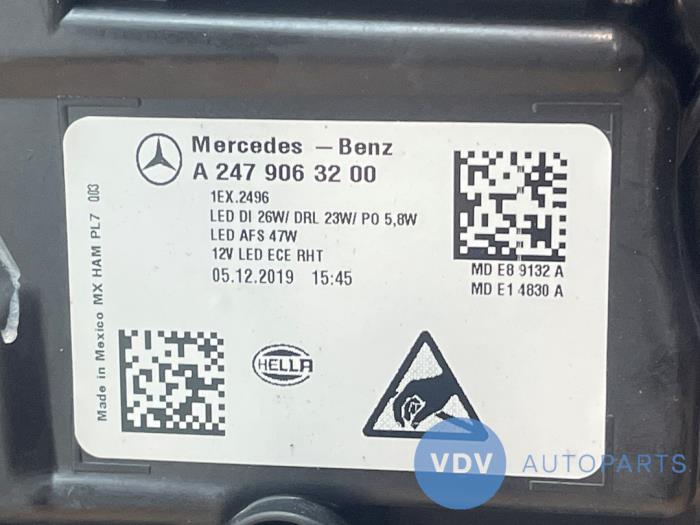 Mercedes - Benz
A 247 906 32 00
1EX.2496
LED DI 26W/ DRL 23W/ PO 5,8W
LED AFS 47W
12V LED ECE RHT
05.12.2019 15:45
MD E8 9132 A
MD E1 4830 A
Made in Mexico MX HAM PL7 003
HELLA
VDV AUTOPARTS